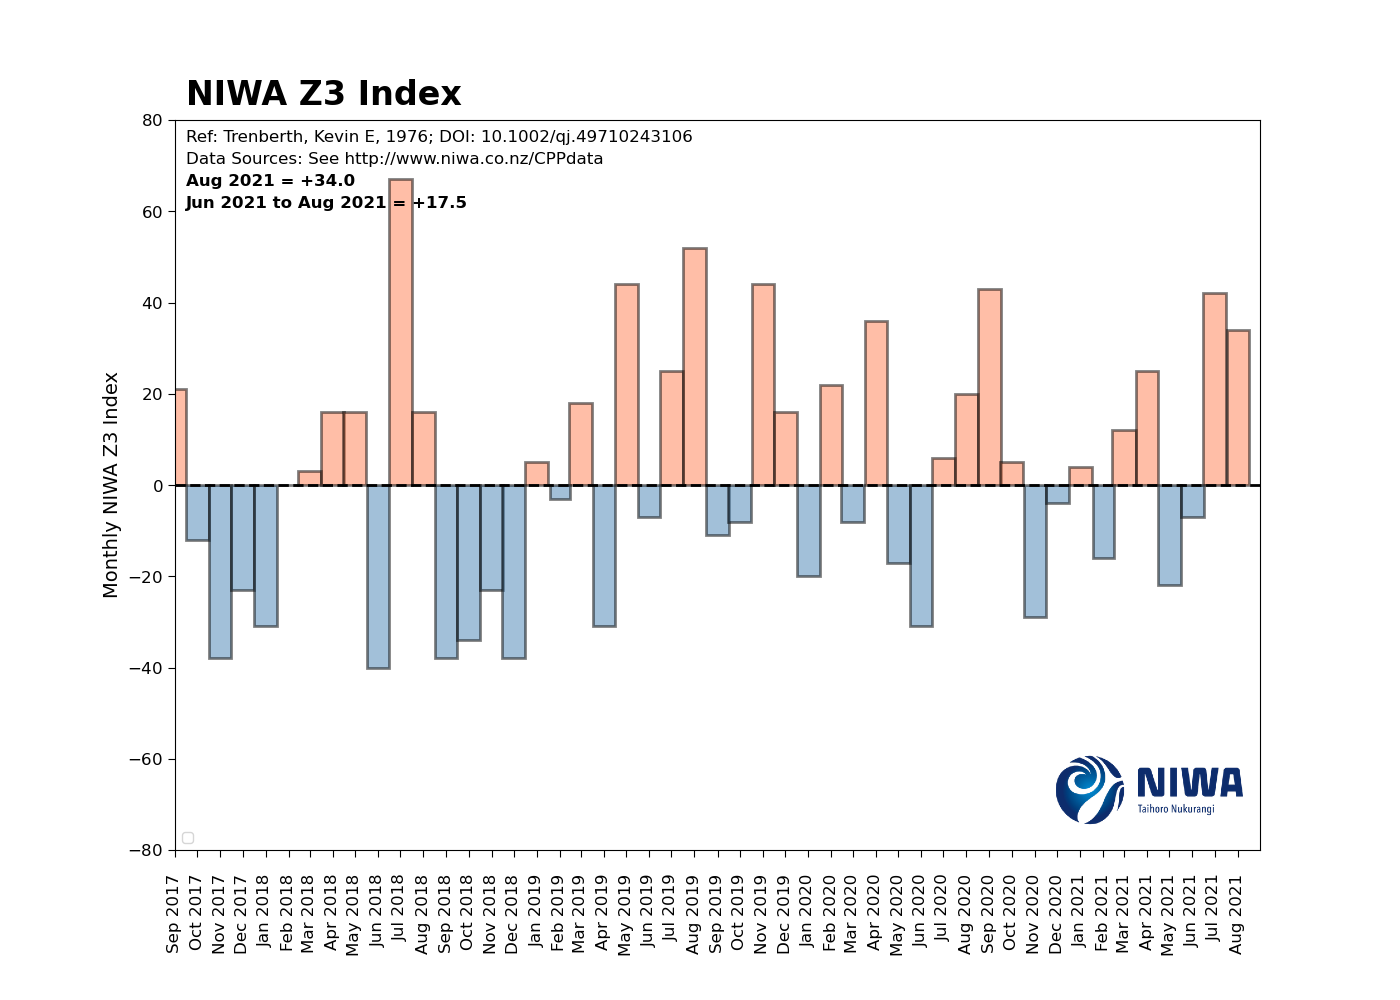 NIWA Z3 Index
Ref: Trenberth, Kevin E, 1976; DOI: 10.1002/qj.49710243106
Data Sources: See http://www.niwa.co.nz/CPPdata
Aug 2021 = +34.0
Jun 2021 to Aug 2021 = +17.5
Monthly NIWA Z3 Index
80
60
40
20
0
−20
−40
−60
−80
NIWA
Taihoro Nukurangi
Sep 2017
Oct 2017
Nov 2017
Dec 2017
Jan 2018
Feb 2018
Mar 2018
Apr 2018
May 2018
Jun 2018
Jul 2018
Aug 2018
Sep 2018
Oct 2018
Nov 2018
Dec 2018
Jan 2019
Feb 2019
Mar 2019
Apr 2019
May 2019
Jun 2019
Jul 2019
Aug 2019
Sep 2019
Oct 2019
Nov 2019
Dec 2019
Jan 2020
Feb 2020
Mar 2020
Apr 2020
May 2020
Jun 2020
Jul 2020
Aug 2020
Sep 2020
Oct 2020
Nov 2020
Dec 2020
Jan 2021
Feb 2021
Mar 2021
Apr 2021
May 2021
Jun 2021
Jul 2021
Aug 2021